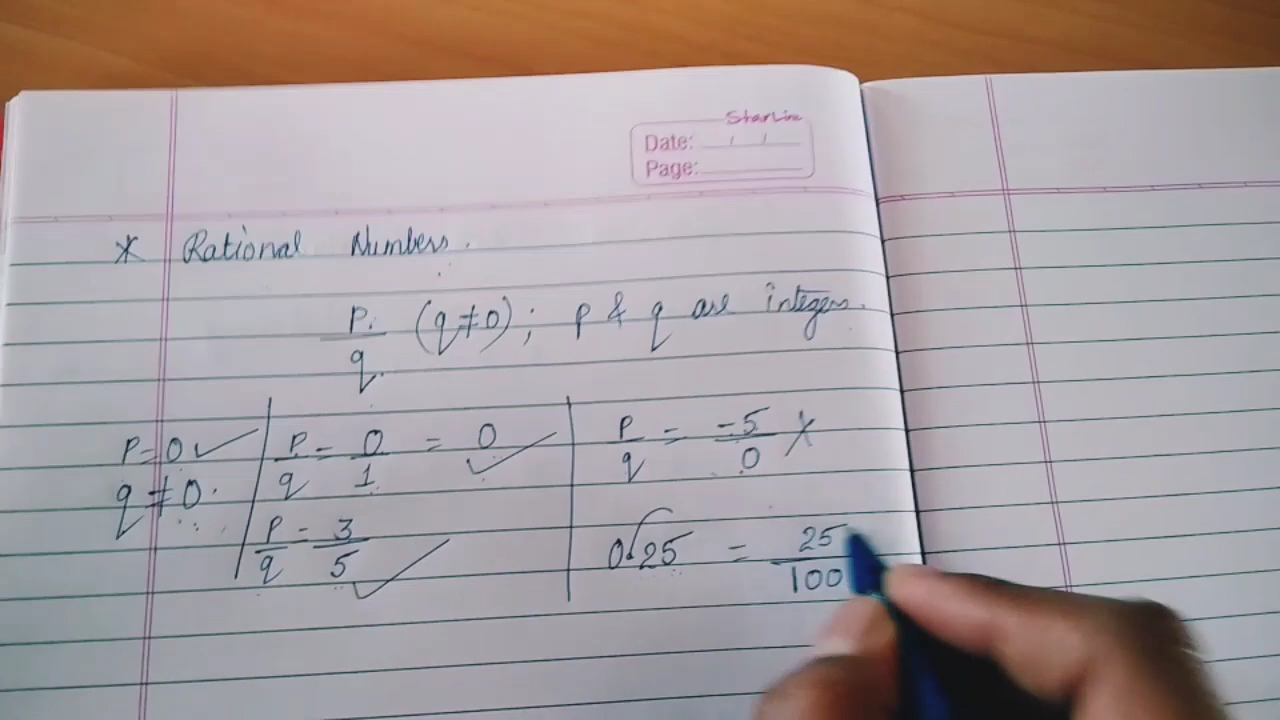 StarLine
Date: / /
Page:
* Rational Numbers.
p/q (q≠0); p & q are integers.
P=0 ✓
q≠0.
P/q = 0/1 = 0 ✓
P/q = 3/5 ✓
P/q = -5/0 X
0.25 = 25/100